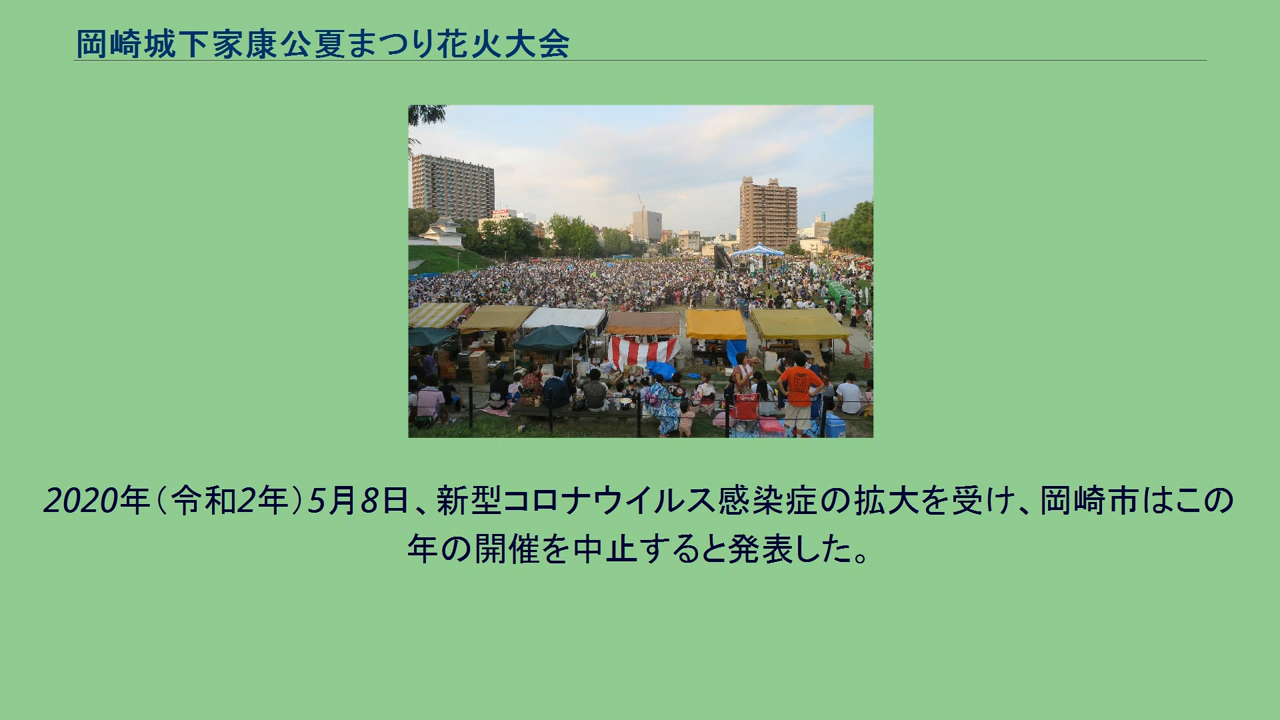 岡崎城下家康公夏まつり花火大会
2020年（令和2年）5月8日、新型コロナウイルス感染症の拡大を受け、岡崎市はこの
年の開催を中止すると発表した。